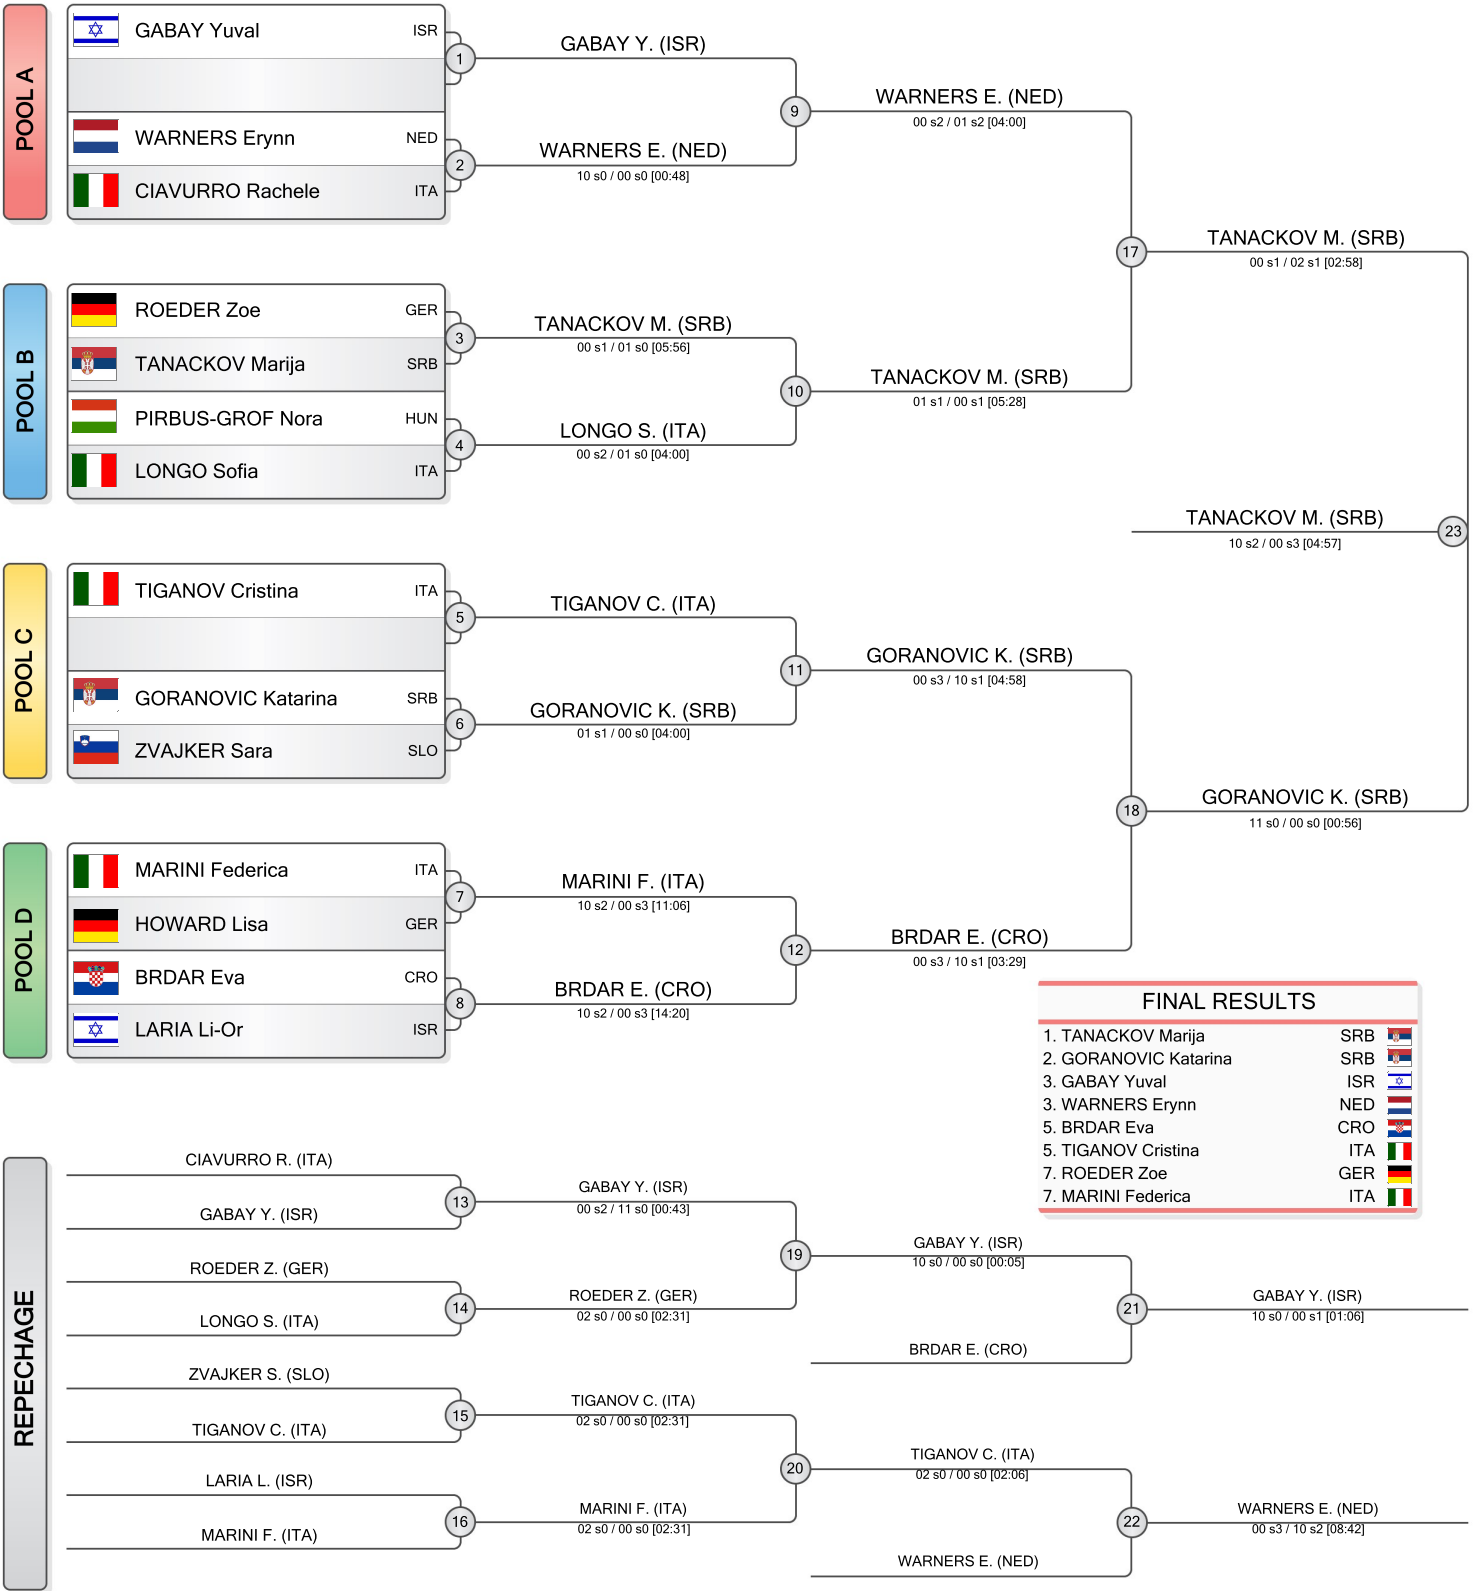 POOL A
GABAY Yuval ISR
WARNERS Erynn NED
CIAVURRO Rachele ITA
1
GABAY Y. (ISR)
2
WARNERS E. (NED)
10 s0 / 00 s0 [00:48]
9
WARNERS E. (NED)
00 s2 / 01 s2 [04:00]
POOL B
ROEDER Zoe GER
TANACKOV Marija SRB
PIRBUS-GROF Nora HUN
LONGO Sofia ITA
3
TANACKOV M. (SRB)
00 s1 / 01 s0 [05:56]
4
LONGO S. (ITA)
00 s2 / 01 s0 [04:00]
10
TANACKOV M. (SRB)
01 s1 / 00 s1 [05:28]
17
TANACKOV M. (SRB)
00 s1 / 02 s1 [02:58]
TANACKOV M. (SRB)
10 s2 / 00 s3 [04:57]
23
POOL C
TIGANOV Cristina ITA
GORANOVIC Katarina SRB
ZVAJKER Sara SLO
5
TIGANOV C. (ITA)
6
GORANOVIC K. (SRB)
01 s1 / 00 s0 [04:00]
11
GORANOVIC K. (SRB)
00 s3 / 10 s1 [04:58]
POOL D
MARINI Federica ITA
HOWARD Lisa GER
BRDAR Eva CRO
LARIA Li-Or ISR
7
MARINI F. (ITA)
10 s2 / 00 s3 [11:06]
8
BRDAR E. (CRO)
10 s2 / 00 s3 [14:20]
12
BRDAR E. (CRO)
00 s3 / 10 s1 [03:29]
18
GORANOVIC K. (SRB)
11 s0 / 00 s0 [00:56]
FINAL RESULTS
1. TANACKOV Marija SRB
2. GORANOVIC Katarina SRB
3. GABAY Yuval ISR
3. WARNERS Erynn NED
5. BRDAR Eva CRO
5. TIGANOV Cristina ITA
7. ROEDER Zoe GER
7. MARINI Federica ITA
REPECHAGE
CIAVURRO R. (ITA)
GABAY Y. (ISR)
13
GABAY Y. (ISR)
00 s2 / 11 s0 [00:43]
ROEDER Z. (GER)
LONGO S. (ITA)
14
ROEDER Z. (GER)
02 s0 / 00 s0 [02:31]
19
GABAY Y. (ISR)
10 s0 / 00 s0 [00:05]
BRDAR E. (CRO)
21
GABAY Y. (ISR)
10 s0 / 00 s1 [01:06]
ZVAJKER S. (SLO)
TIGANOV C. (ITA)
15
TIGANOV C. (ITA)
02 s0 / 00 s0 [02:31]
LARIA L. (ISR)
MARINI F. (ITA)
16
MARINI F. (ITA)
02 s0 / 00 s0 [02:31]
20
TIGANOV C. (ITA)
02 s0 / 00 s0 [02:06]
WARNERS E. (NED)
22
WARNERS E. (NED)
00 s3 / 10 s2 [08:42]